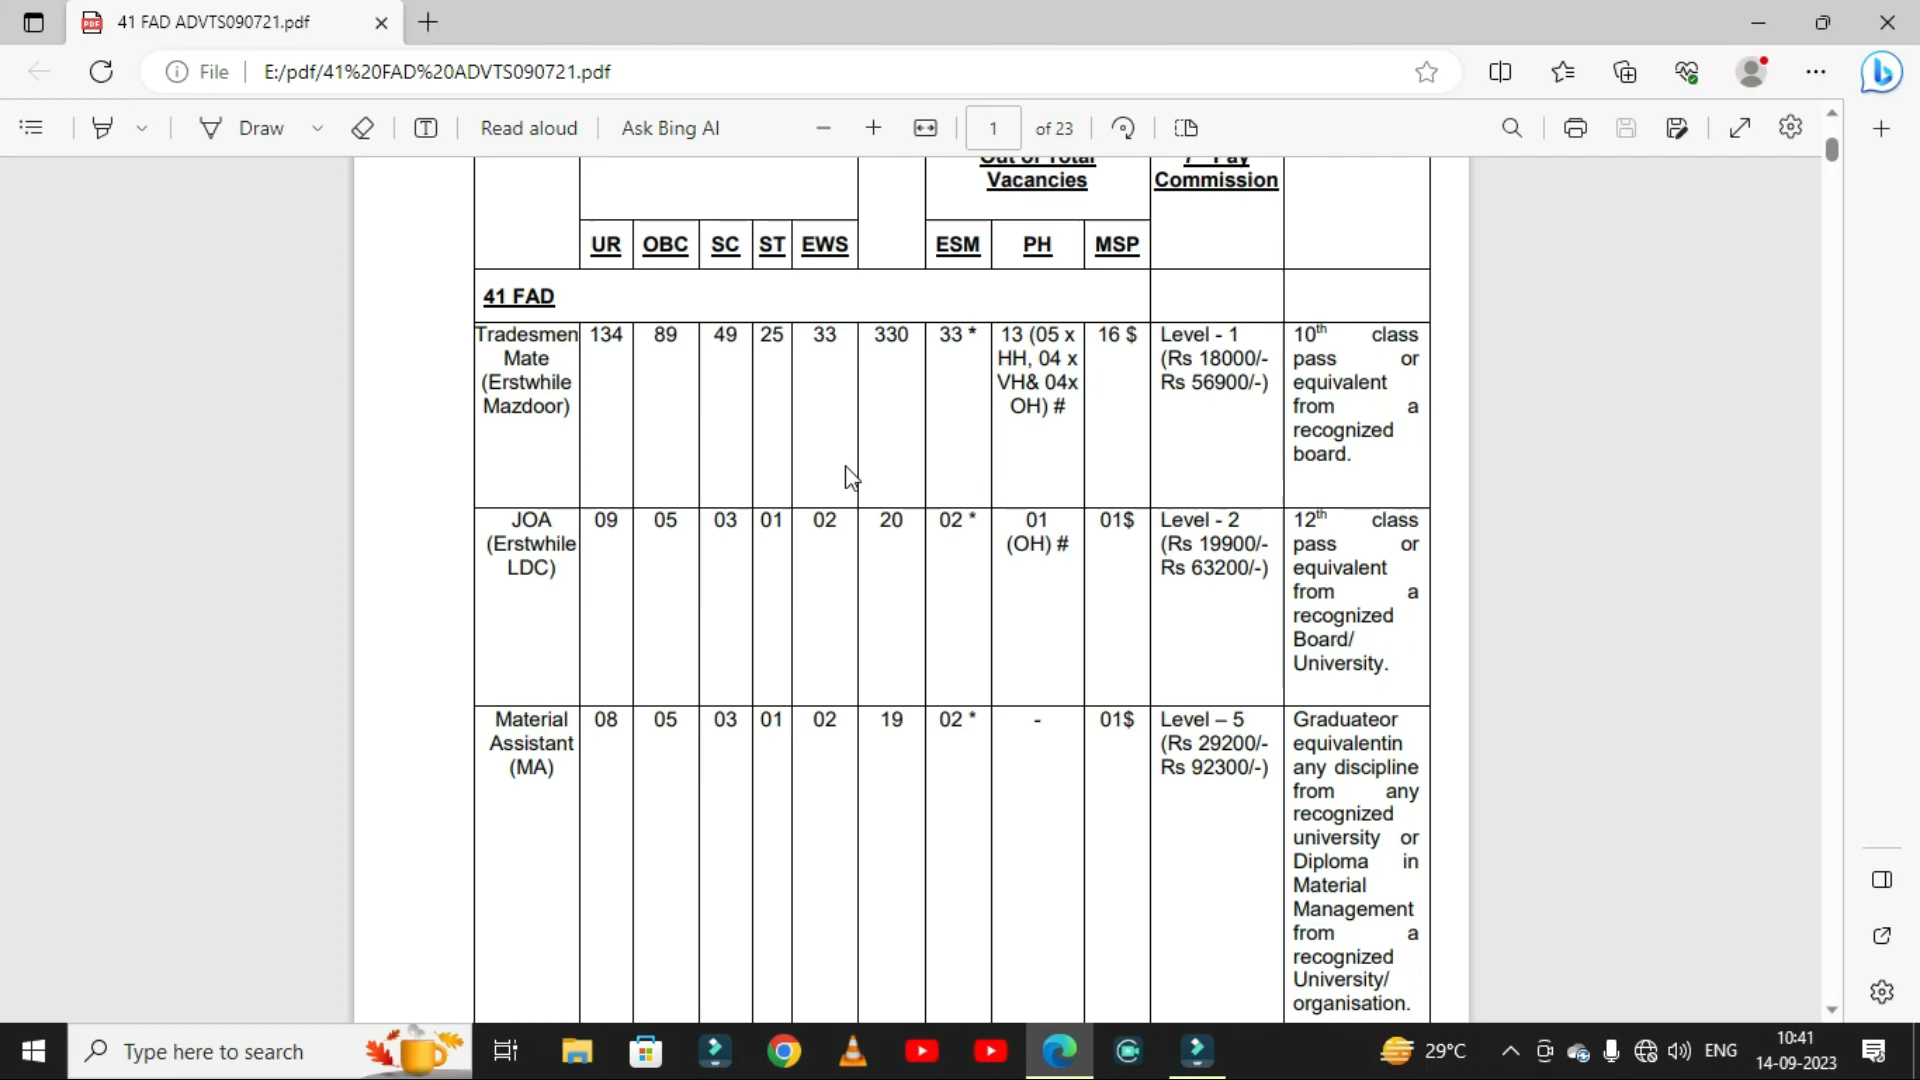 41 FAD ADVTS090721.pdf
File
E:/pdf/41%20FAD%20ADVTS090721.pdf
Draw
Read aloud
Ask Bing AI
1
of 23
Out of Total
Vacancies
7th Pay
Commission
UR
OBC
SC
ST
EWS
ESM
PH
MSP
41 FAD
Tradesmen
Mate
(Erstwhile
Mazdoor)
134
89
49
25
33
330
33 *
13 (05 x
HH, 04 x
VH& 04x
OH) #
16 $
Level - 1
(Rs 18000/-
Rs 56900/-)
10th class
pass or
equivalent
from a
recognized
board.
JOA
(Erstwhile
LDC)
09
05
03
01
02
20
02 *
01
(OH) #
01$
Level - 2
(Rs 19900/-
Rs 63200/-)
12th class
pass or
equivalent
from a
recognized
Board/
University.
Material
Assistant
(MA)
08
05
03
01
02
19
02 *
-
01$
Level – 5
(Rs 29200/-
Rs 92300/-)
Graduateor
equivalentin
any discipline
from any
recognized
university or
Diploma in
Material
Management
from a
recognized
University/
organisation.
Type here to search
29°C
ENG
10:41
14-09-2023